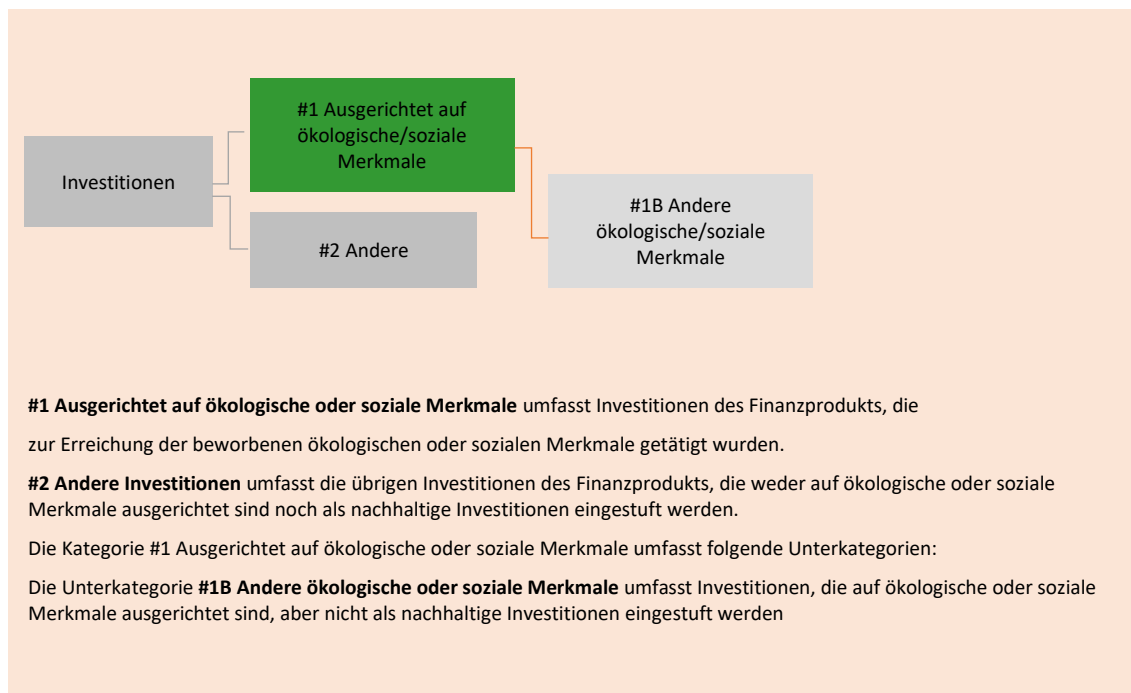 #1 Ausgerichtet auf
ökologische/soziale
Merkmale
Investitionen
#2 Andere
#1B Andere
ökologische/soziale
Merkmale
#1 Ausgerichtet auf ökologische oder soziale Merkmale umfasst Investitionen des Finanzprodukts, die
zur Erreichung der beworbenen ökologischen oder sozialen Merkmale getätigt wurden.
#2 Andere Investitionen umfasst die übrigen Investitionen des Finanzprodukts, die weder auf ökologische oder soziale
Merkmale ausgerichtet sind noch als nachhaltige Investitionen eingestuft werden.
Die Kategorie #1 Ausgerichtet auf ökologische oder soziale Merkmale umfasst folgende Unterkategorien:
Die Unterkategorie #1B Andere ökologische oder soziale Merkmale umfasst Investitionen, die auf ökologische oder soziale
Merkmale ausgerichtet sind, aber nicht als nachhaltige Investitionen eingestuft werden